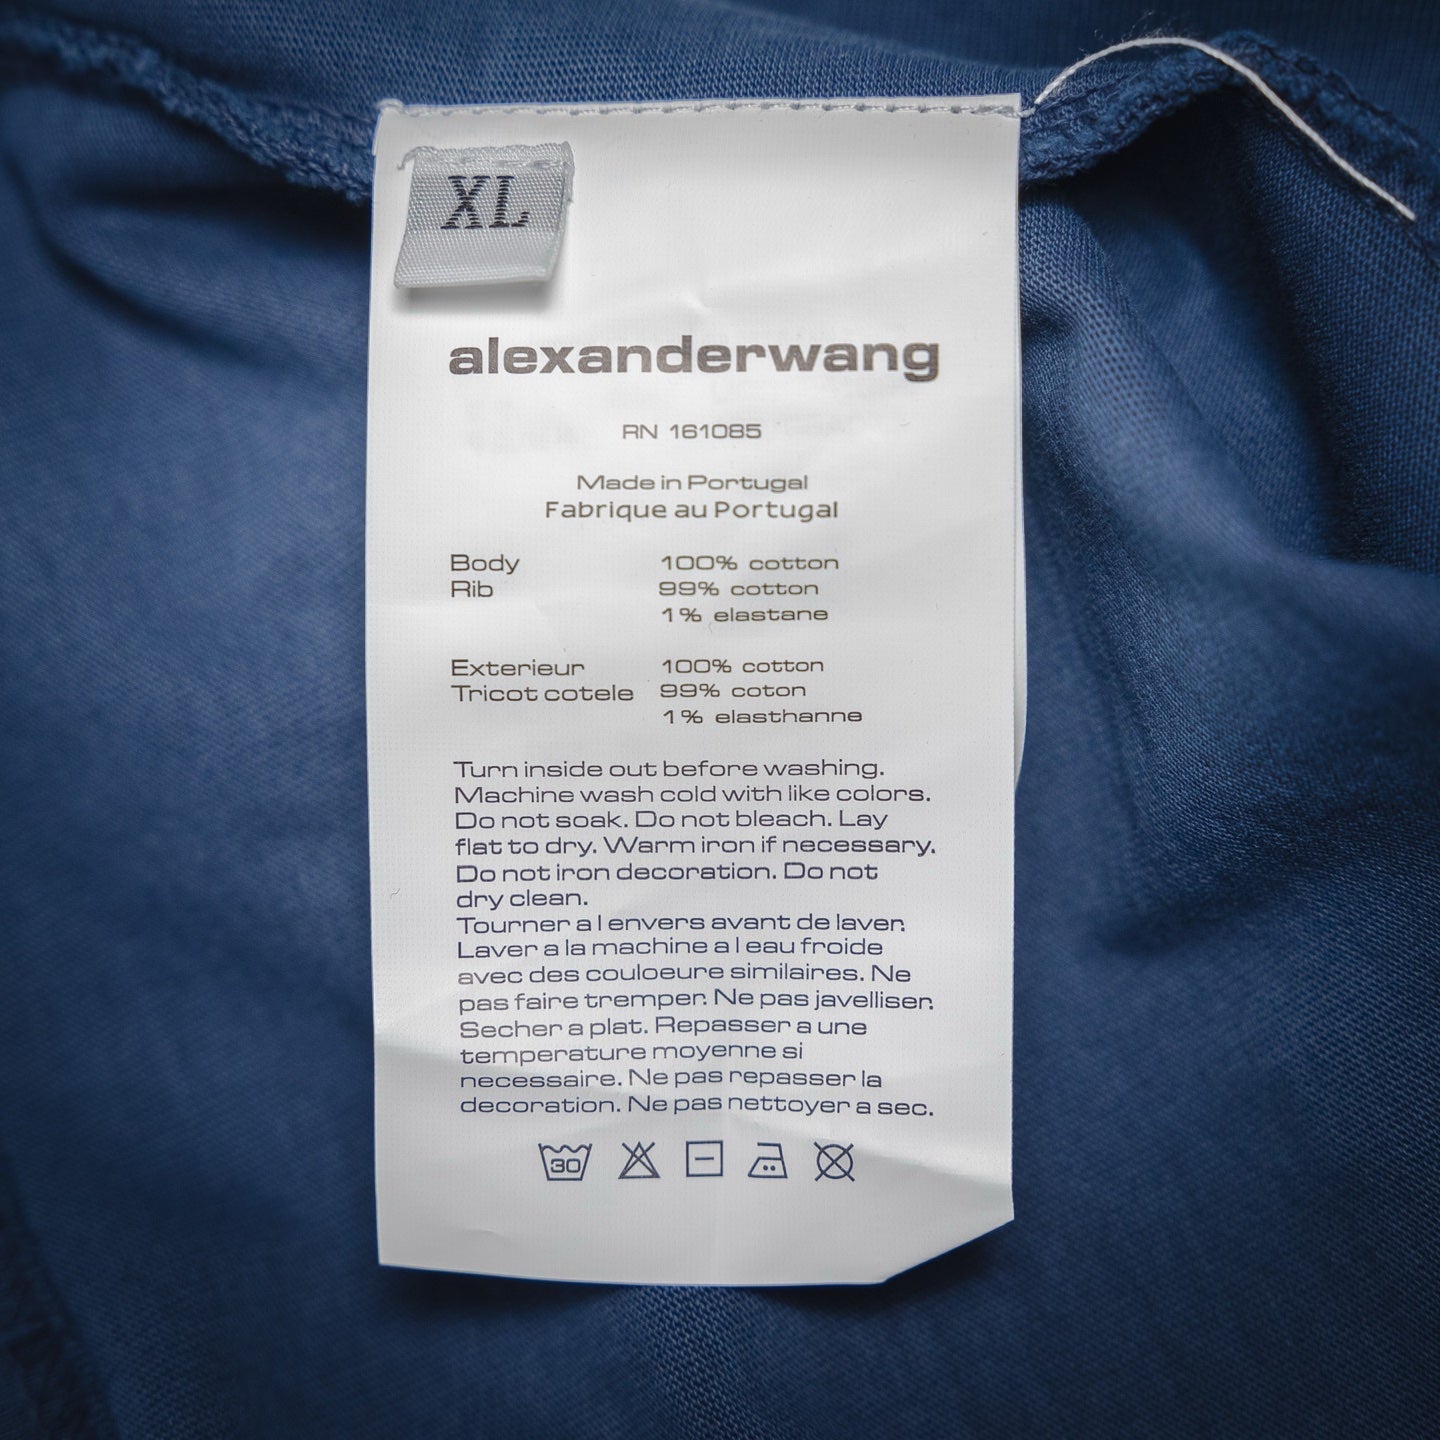 XL
alexanderwang
RN 161085
Made in Portugal
Fabrique au Portugal
Body 100% cotton
Rib 99% cotton
1% elastane
Exterieur 100% cotton
Tricot cotele 99% coton
1% elasthanne
Turn inside out before washing.
Machine wash cold with like colors.
Do not soak. Do not bleach. Lay
flat to dry. Warm iron if necessary.
Do not iron decoration. Do not
dry clean.
Tourner a l envers avant de laver.
Laver a la machine a l eau froide
avec des couloeure similaires. Ne
pas faire tremper. Ne pas javelliser.
Secher a plat. Repasser a une
temperature moyenne si
necessaire. Ne pas repasser la
decoration. Ne pas nettoyer a sec.
30